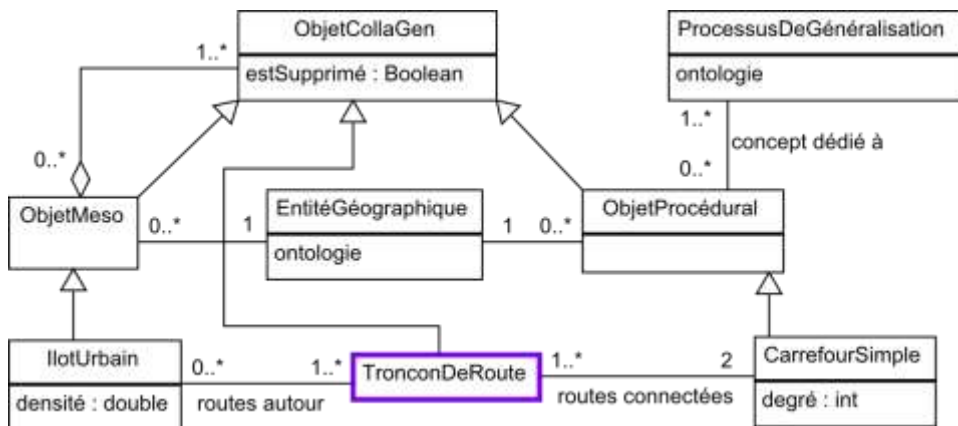 ObjetCollaGen
estSupprimé : Boolean
ProcessusDeGénéralisation
ontologie
1..*
1..*
concept dédié à
0..*
0..*
ObjetMeso
0..*
1
EntitéGéographique
ontologie
1
0..*
ObjetProcédural
IlotUrbain
densité : double
0..*
1..*
routes autour
TronconDeRoute
1..*
2
routes connectées
CarrefourSimple
degré : int